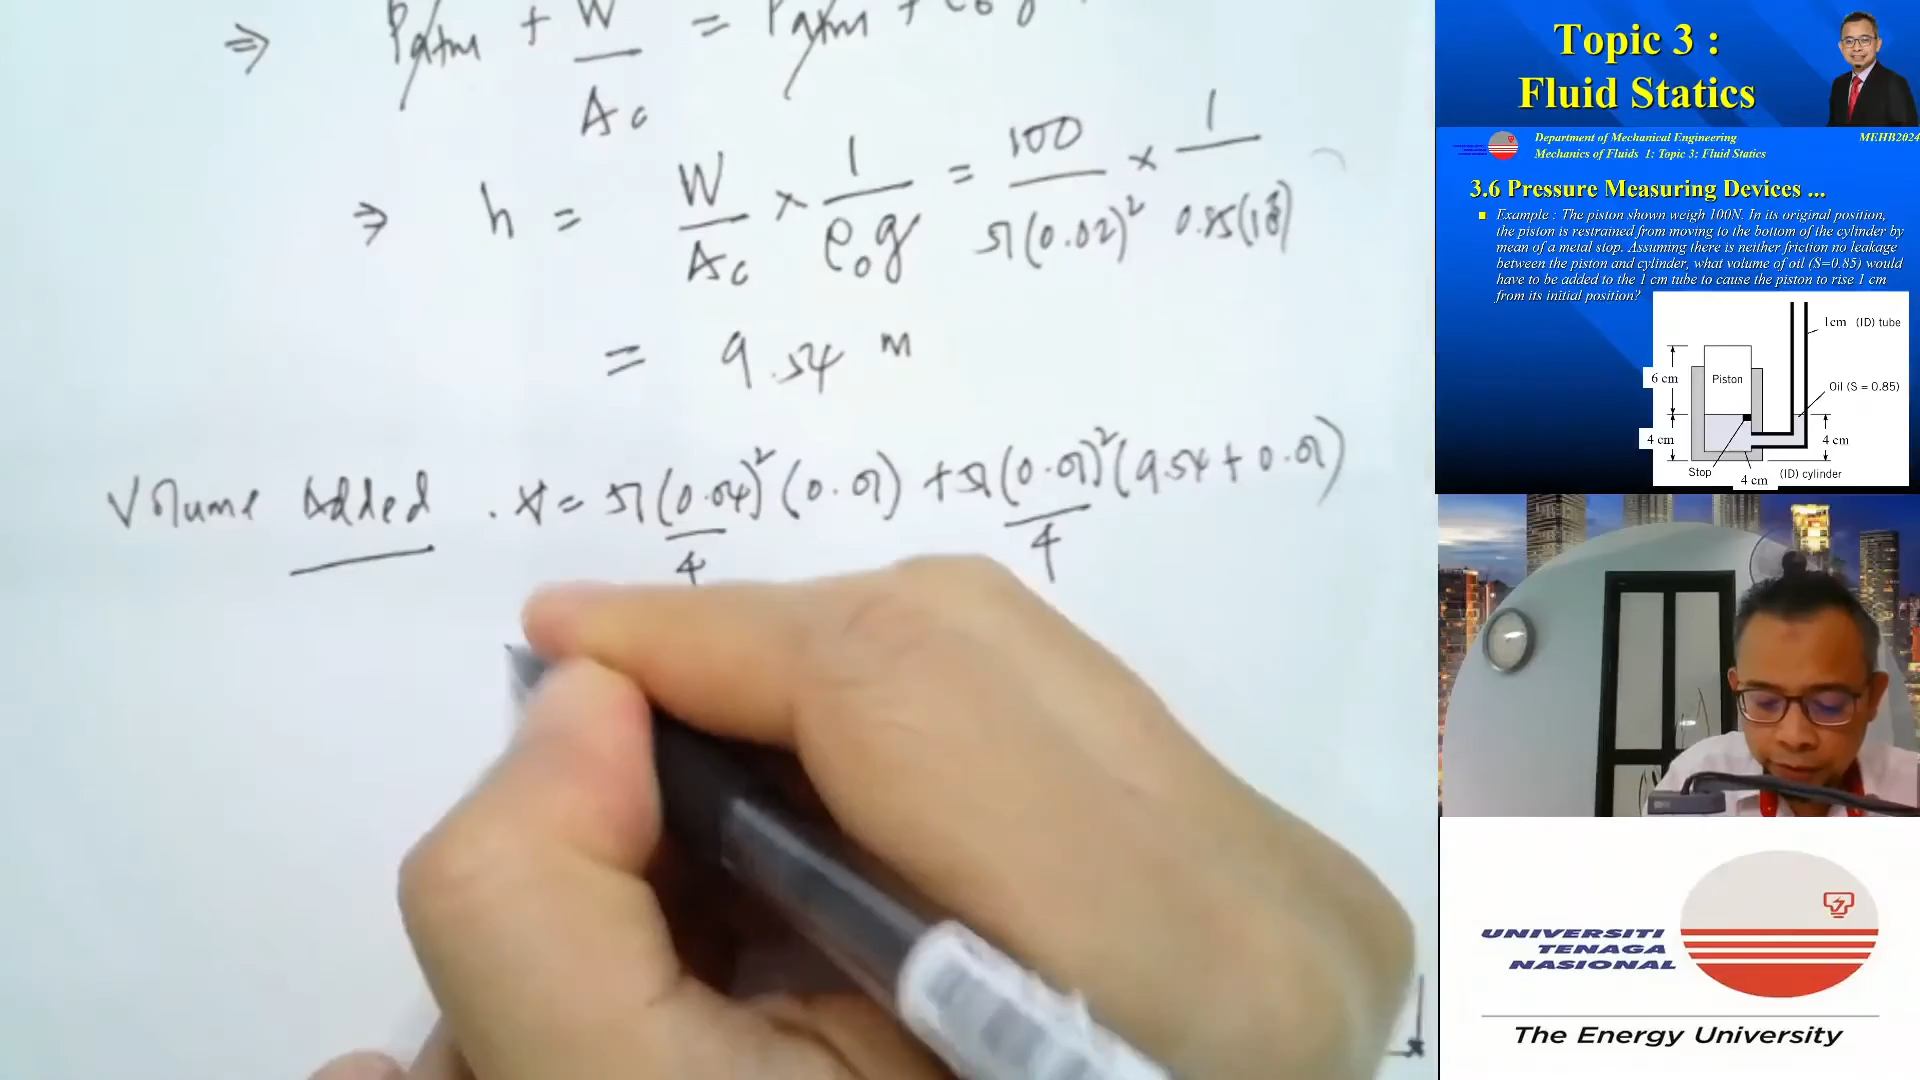 ⇒ Patm + W/Ac = Patm +
⇒ h = W/Ac × 1/ρ₀g = 100/π(0.02)² × 1/0.85(10³)
= 9.54 m
Volume Added . V = π(0.04)²/4 (0.01) + π(0.01)²/4 (9.54 + 0.01)
Topic 3 :
Fluid Statics
Department of Mechanical Engineering MEHB2024
Mechanics of Fluids 1: Topic 3: Fluid Statics
3.6 Pressure Measuring Devices ...
Example : The piston shown weigh 100N. In its original position,
the piston is restrained from moving to the bottom of the cylinder by
mean of a metal stop. Assuming there is neither friction no leakage
between the piston and cylinder, what volume of oil (S=0.85) would
have to be added to the 1 cm tube to cause the piston to rise 1 cm
from its initial position?
1cm (ID) tube
6 cm
Piston
Oil (S = 0.85)
4 cm
4 cm
Stop
4 cm
(ID) cylinder
UNIVERSITI
TENAGA
NASIONAL
The Energy University